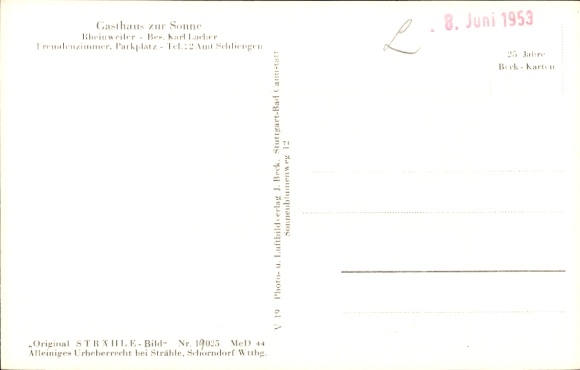 Gasthaus zur Sonne
Rheinweiler - Bes. Karl Lacher
Fremdenzimmer, Parkplatz - Tel. 22 Amt Schliengen
8. Juni 1953
L
25 Jahre
Beck-Karten
V 19 Photo- u. Luftbildverlag J. Beck, Stuttgart-Bad Cannstatt
Sonnenblumenweg 12
„Original STRÄHLE-Bild" Nr. 19025 MeD 44
Alleiniges Urheberrecht bei Strähle, Schorndorf Wttbg.